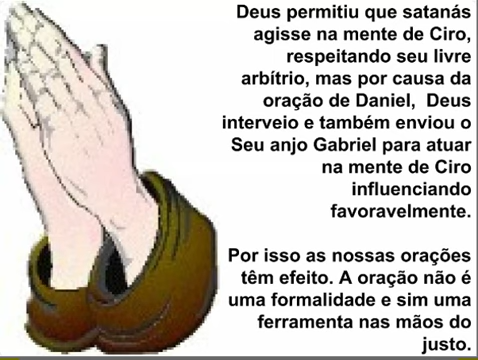 Deus permitiu que satanás
agisse na mente de Ciro,
respeitando seu livre
arbítrio, mas por causa da
oração de Daniel, Deus
interveio e também enviou o
Seu anjo Gabriel para atuar
na mente de Ciro
influenciando
favoravelmente.
Por isso as nossas orações
têm efeito. A oração não é
uma formalidade e sim uma
ferramenta nas mãos do
justo.